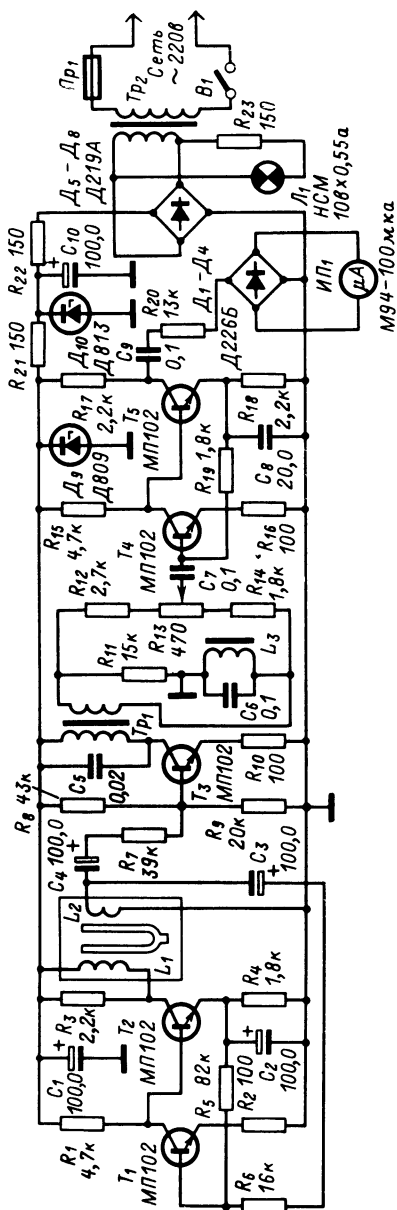 R1
4,7к
C1
100,0
R3
2,2к
T1
МП102
T2
МП102
R5
82к
R2
100
C2
100,0
R4
1,8к
R6
16к
L1
L2
C4 100,0
R8
43к
R7
39к
C3
100,0
C5
0,02
Тр1
T3
МП102
R9
20к
R10
100
R11
15к
C6
0,1
L3
R12
2,7к
R13
470
R14*
1,8к
C7
0,1
R15
4,7к
T4
МП102
R16
100
Д9
Д809
R17
2,2к
T5
МП102
R19 1,8к
C8
20,0
R18
2,2к
R21 150
Д10
Д813
R22 150
C10
100,0
C9
0,1
R20
13к
Д1-Д4
Д226Б
Д5-Д8
Д219А
ИП1
μA
М94-100мка
Л1
НСМ
10в х 0,55а
R23
150
Пр1
Тр2
Сеть
~220в
В1